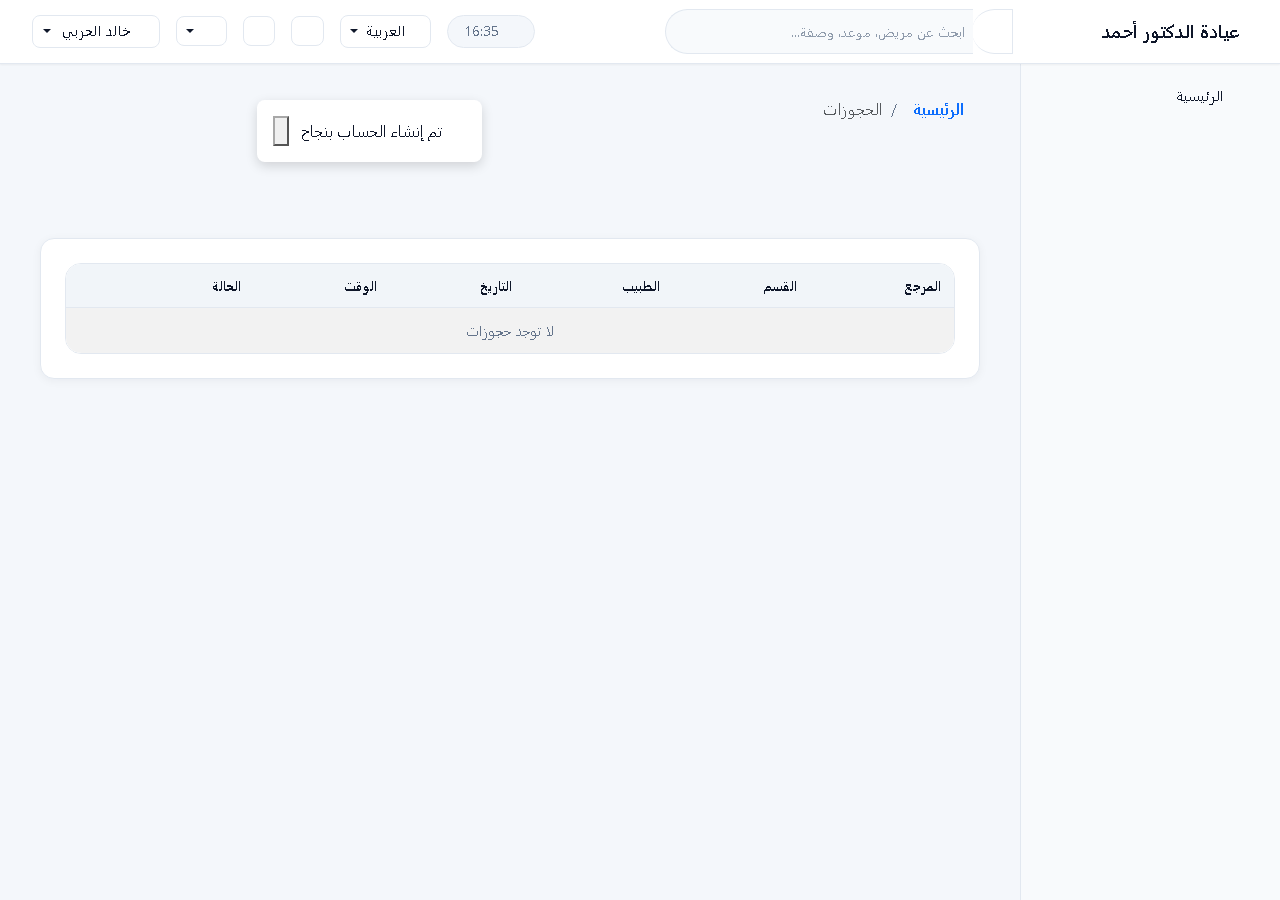 عيادة الدكتور أحمد
ابحث عن مريض، موعد، وصفة...
16:35
العربية
خالد الحربي
الرئيسية
الرئيسية / الحجوزات
تم إنشاء الحساب بنجاح
المرجع القسم الطبيب التاريخ الوقت الحالة
لا توجد حجوزات